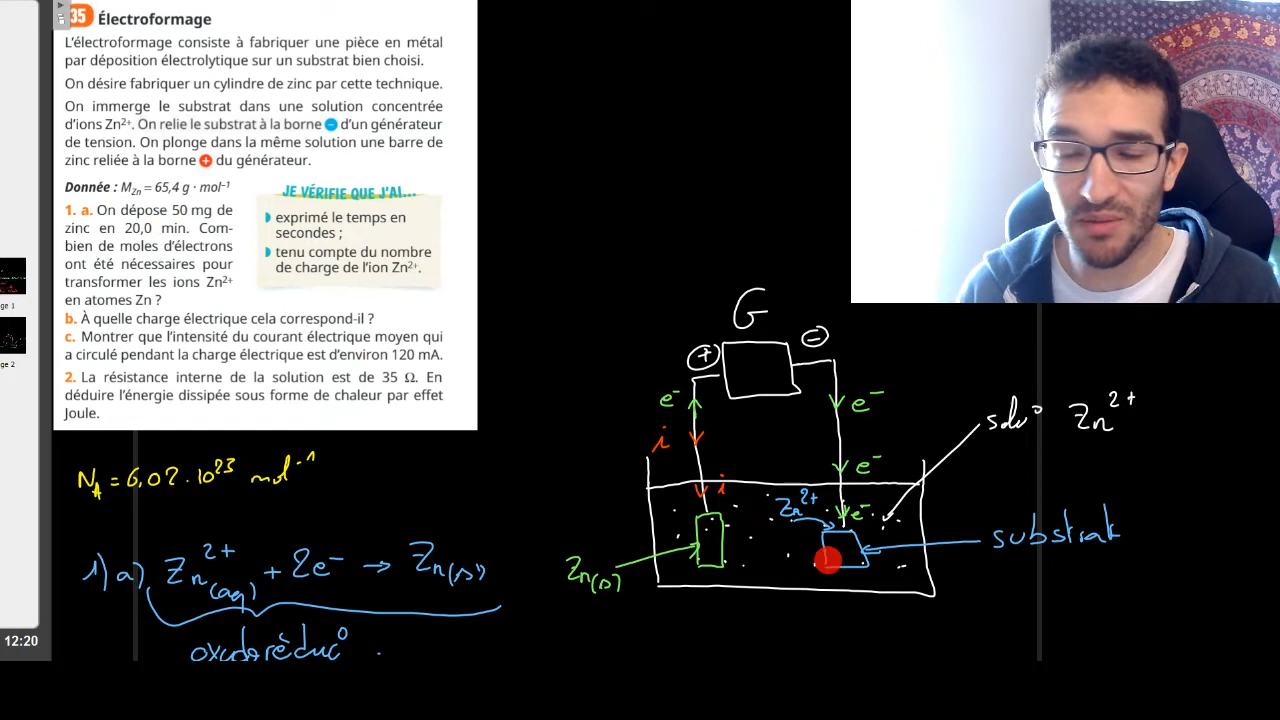 35 Électroformage
L'électroformage consiste à fabriquer une pièce en métal
par déposition électrolytique sur un substrat bien choisi.
On désire fabriquer un cylindre de zinc par cette technique.
On immerge le substrat dans une solution concentrée
d'ions Zn²⁺. On relie le substrat à la borne − d'un générateur
de tension. On plonge dans la même solution une barre de
zinc reliée à la borne + du générateur.
Donnée : M_Zn = 65,4 g · mol⁻¹
JE VÉRIFIE QUE J'AI...
exprimé le temps en
secondes ;
tenu compte du nombre
de charge de l'ion Zn²⁺.
1. a. On dépose 50 mg de
zinc en 20,0 min. Com-
bien de moles d'électrons
ont été nécessaires pour
transformer les ions Zn²⁺
en atomes Zn ?
b. À quelle charge électrique cela correspond-il ?
c. Montrer que l'intensité du courant électrique moyen qui
a circulé pendant la charge électrique est d'environ 120 mA.
2. La résistance interne de la solution est de 35 Ω. En
déduire l'énergie dissipée sous forme de chaleur par effet
Joule.
ge 1
ge 2
12:20
N_A = 6,02 . 10²³ mol⁻¹
1) a) Zn²⁺(aq) + 2e⁻ → Zn(s)
oxydoréduc°
G
+ −
e⁻ e⁻
i
e⁻
i Zn²⁺ e⁻
solu° Zn²⁺
substrat
Zn(s)